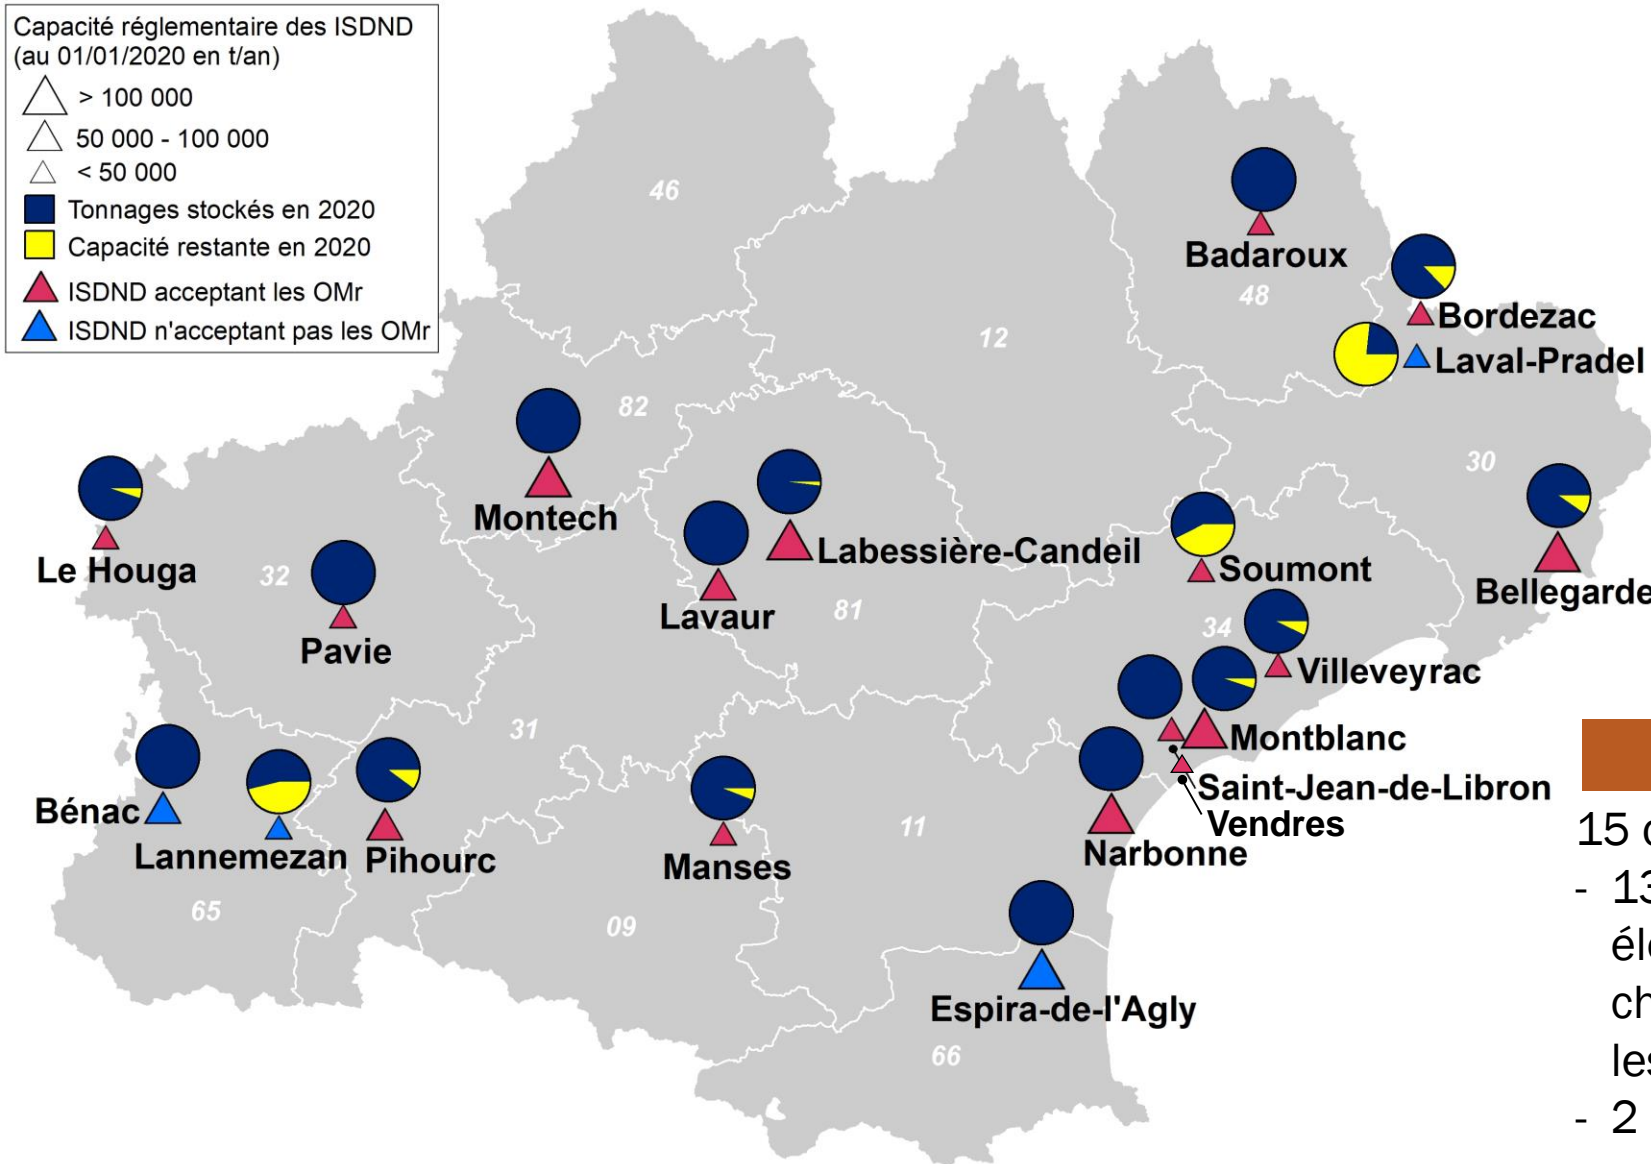 Capacité réglementaire des ISDND
(au 01/01/2020 en t/an)
> 100 000
50 000 - 100 000
< 50 000
Tonnages stockés en 2020
Capacité restante en 2020
ISDND acceptant les OMr
ISDND n'acceptant pas les OMr
46
Badaroux
48
Bordezac
Laval-Pradel
12
82
30
Montech
Labessière-Candeil
Le Houga
32
Soumont
Bellegarde
Lavaur
81
34
Pavie
Villeveyrac
31
Montblanc
Saint-Jean-de-Libron
Vendres
Bénac
11
Lannemezan
Pihourc
Manses
Narbonne
65
09
Espira-de-l'Agly
66
15
- 13
les
- 2